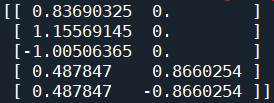 [[ 0.83690325  0.        ]
 [ 1.15569145  0.        ]
 [-1.00506365  0.        ]
 [ 0.487847    0.8660254 ]
 [ 0.487847   -0.8660254 ]]